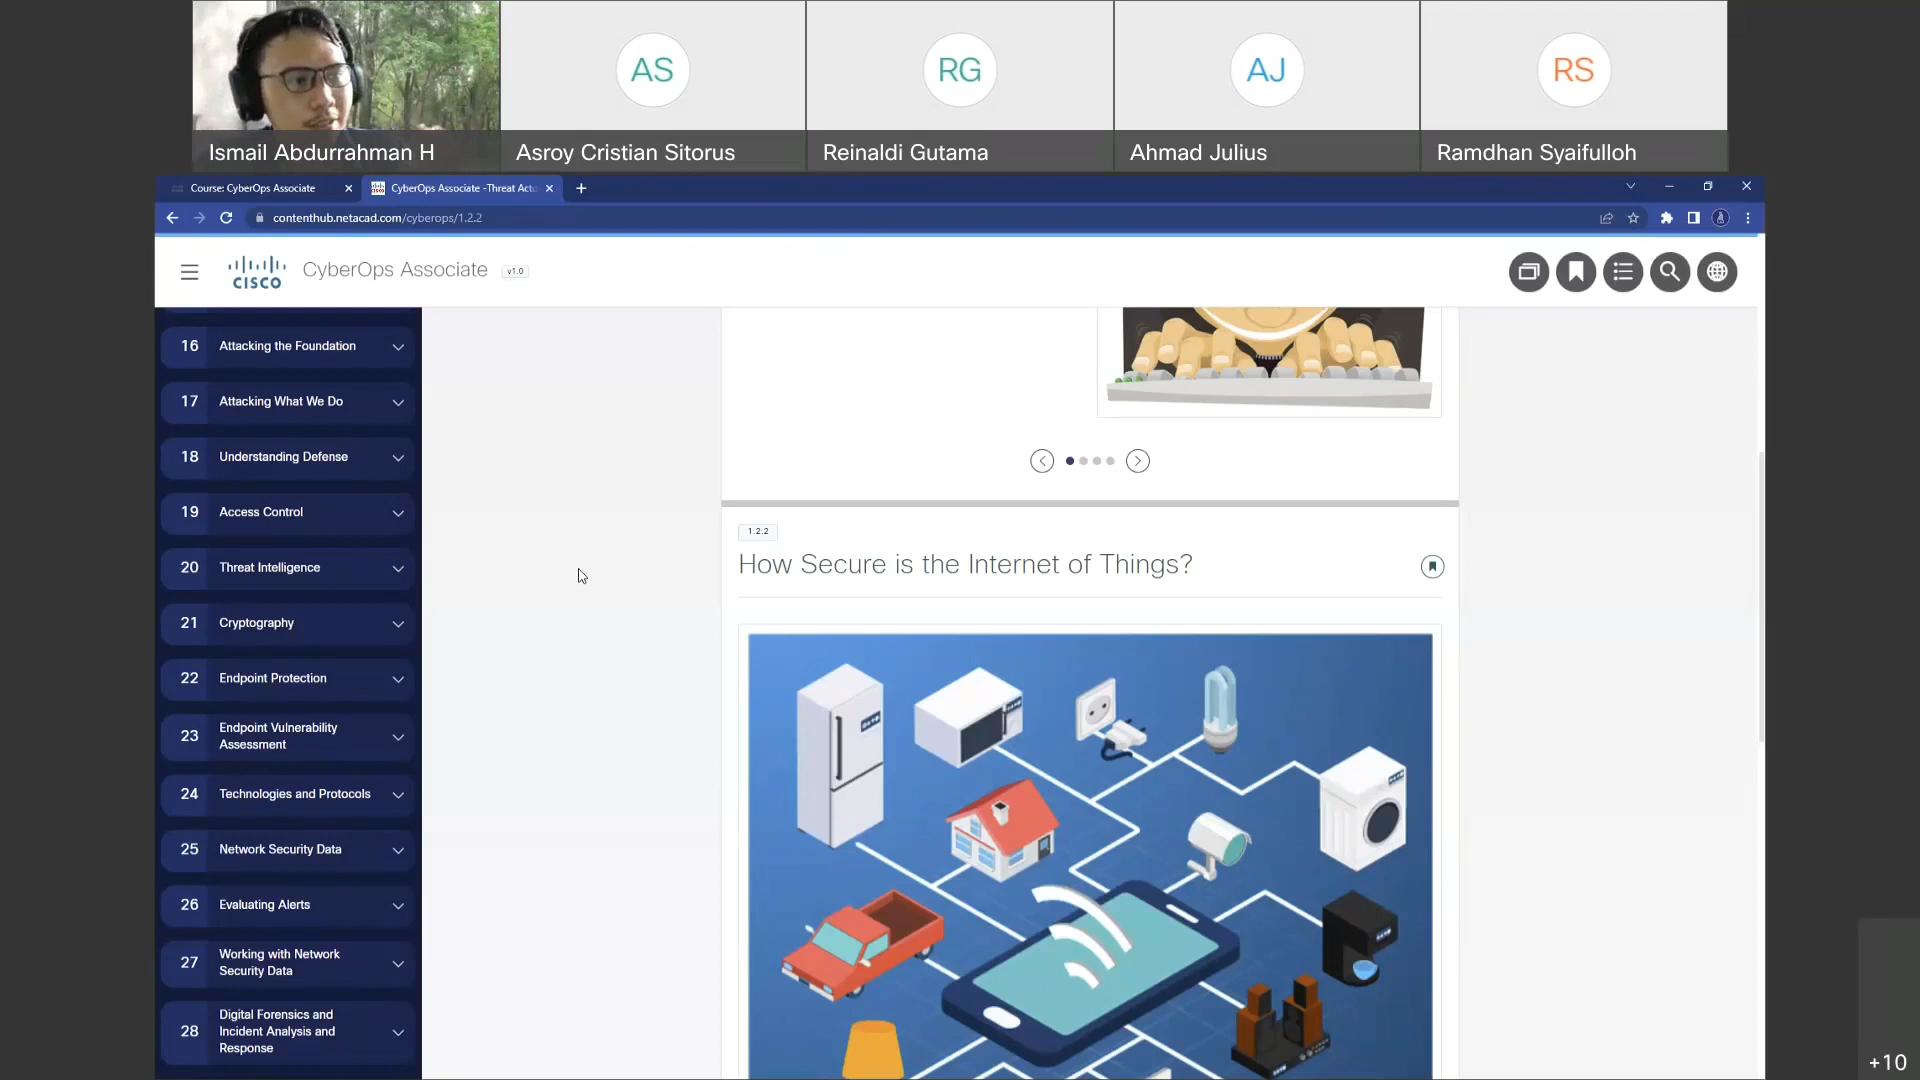 AS
RG
AJ
RS
Ismail Abdurrahman H
Asroy Cristian Sitorus
Reinaldi Gutama
Ahmad Julius
Ramdhan Syaifulloh
Course: CyberOps Associate
CyberOps Associate -Threat Acto
contenthub.netacad.com/cyberops/1.2.2
CISCO
CyberOps Associate
v1.0
16 Attacking the Foundation
17 Attacking What We Do
18 Understanding Defense
19 Access Control
20 Threat Intelligence
21 Cryptography
22 Endpoint Protection
23 Endpoint Vulnerability
Assessment
24 Technologies and Protocols
25 Network Security Data
26 Evaluating Alerts
27 Working with Network
Security Data
28 Digital Forensics and
Incident Analysis and
Response
1.2.2
How Secure is the Internet of Things?
+10